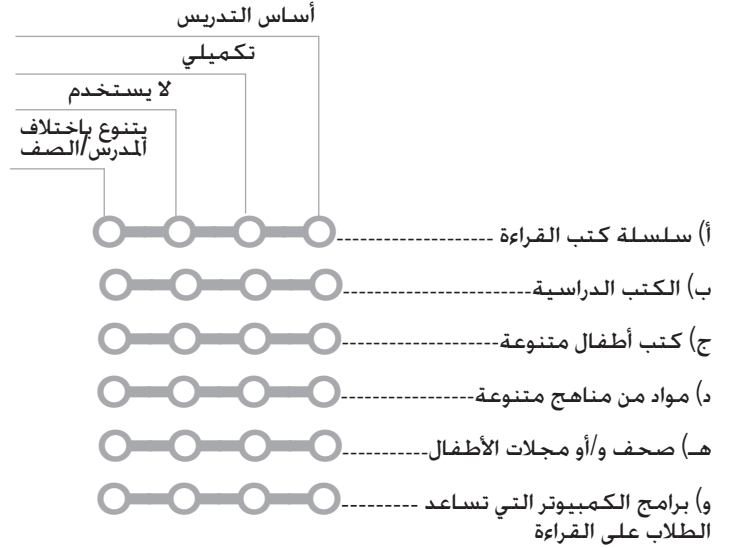 أساس التدريس
تكميلي
لا يستخدم
يتنوع باختلاف
المدرس/الصف
أ) سلسلة كتب القراءة
ب) الكتب الدراسية
ج) كتب أطفال متنوعة
د) مواد من مناهج متنوعة
هـ) صحف و/أو مجلات الأطفال
و) برامج الكمبيوتر التي تساعد
الطلاب على القراءة